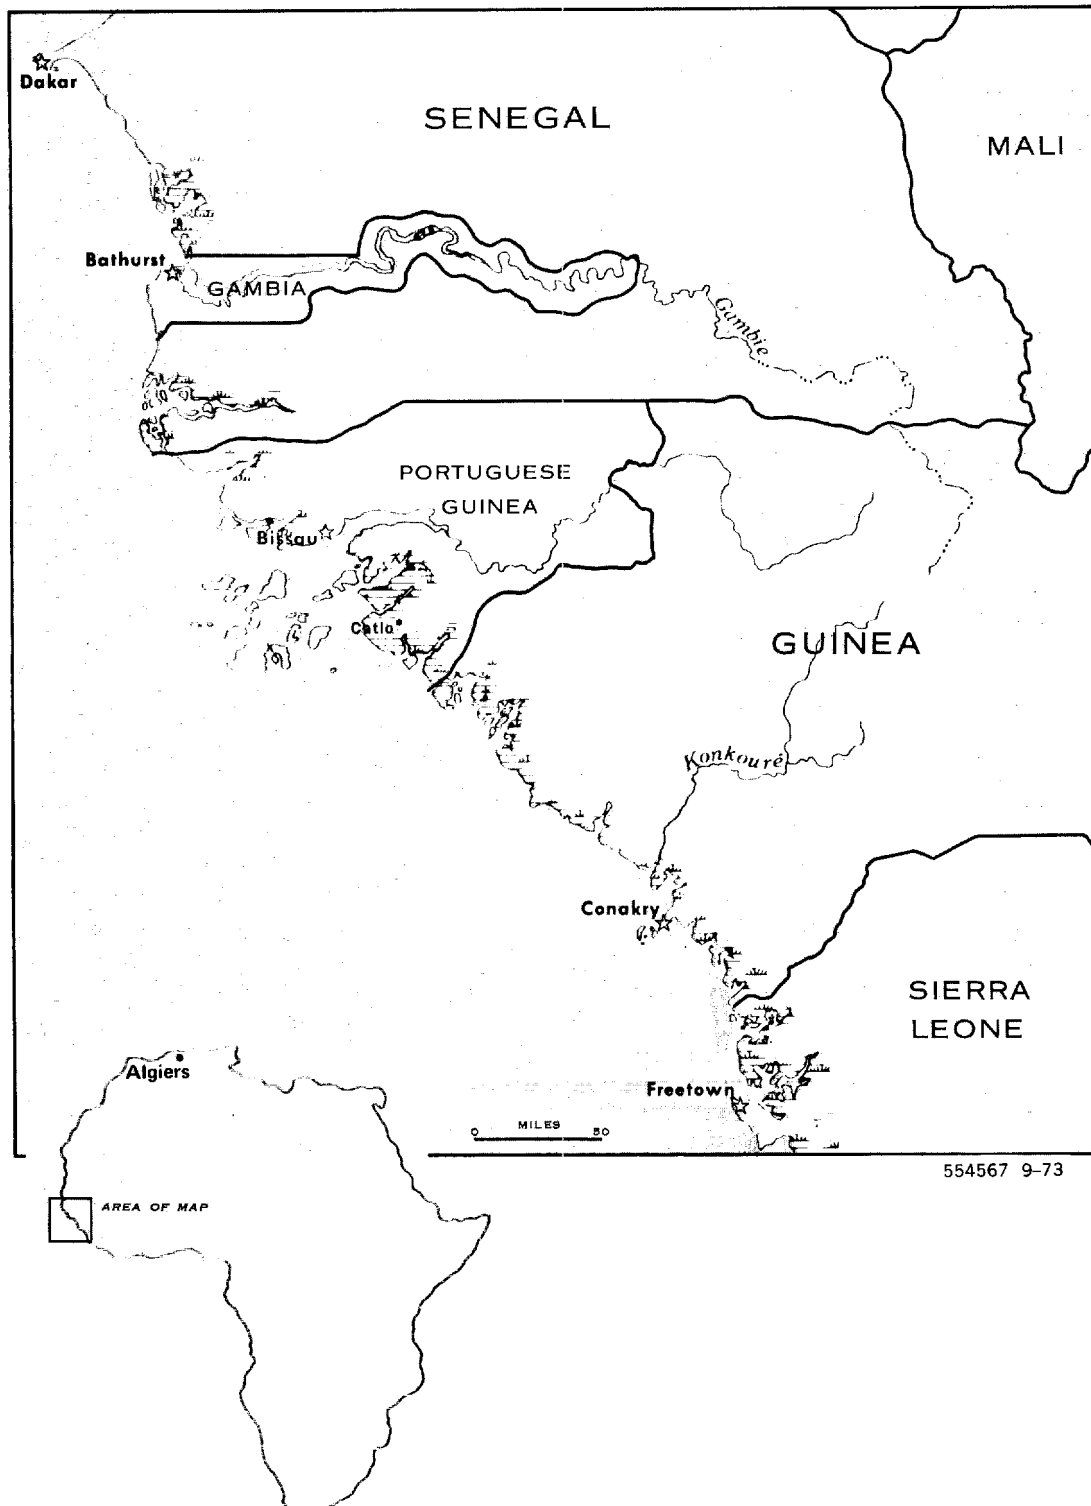 Dakar
SENEGAL
MALI
Bathurst
GAMBIA
Gambie
PORTUGUESE
GUINEA
Bissau
Catio
GUINEA
Konkouré
Conakry
SIERRA
LEONE
Freetown
0 MILES 50
554567 9-73
Algiers
AREA OF MAP